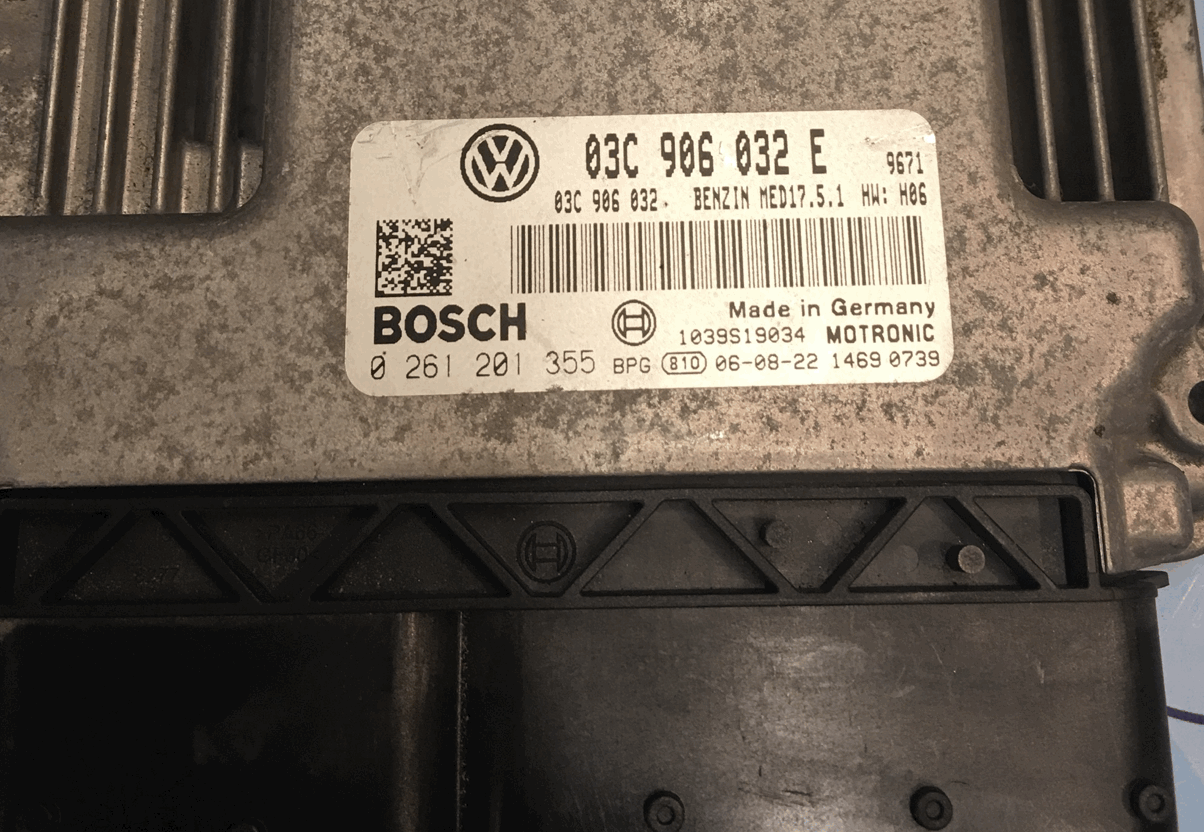 03C 906 032 E 9671
03C 906 032. BENZIN MED17.5.1 HW: H06
BOSCH
Made in Germany
1039S19034 MOTRONIC
0 261 201 355 BPG 810 06-08-22 1469 0739